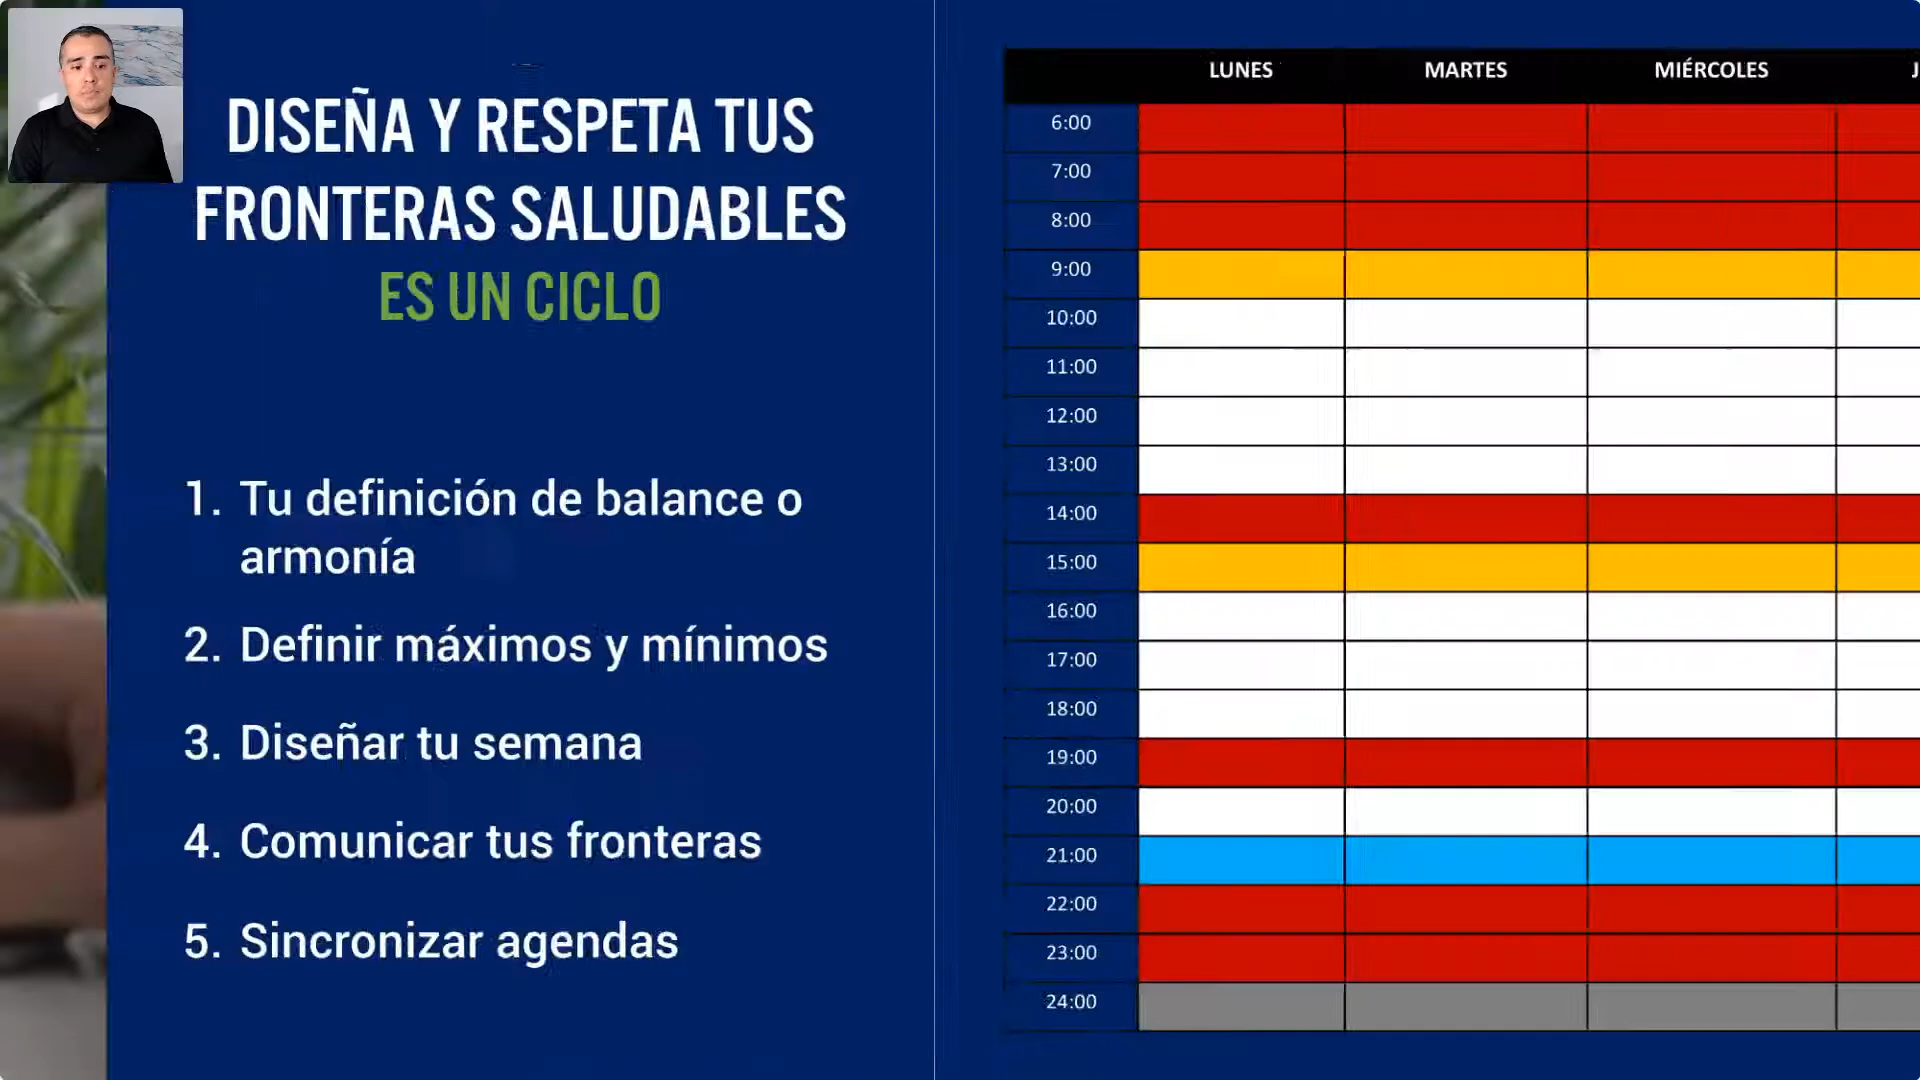 DISEÑA Y RESPETA TUS
FRONTERAS SALUDABLES
ES UN CICLO
1. Tu definición de balance o
armonía
2. Definir máximos y mínimos
3. Diseñar tu semana
4. Comunicar tus fronteras
5. Sincronizar agendas
LUNES MARTES MIÉRCOLES J
6:00
7:00
8:00
9:00
10:00
11:00
12:00
13:00
14:00
15:00
16:00
17:00
18:00
19:00
20:00
21:00
22:00
23:00
24:00